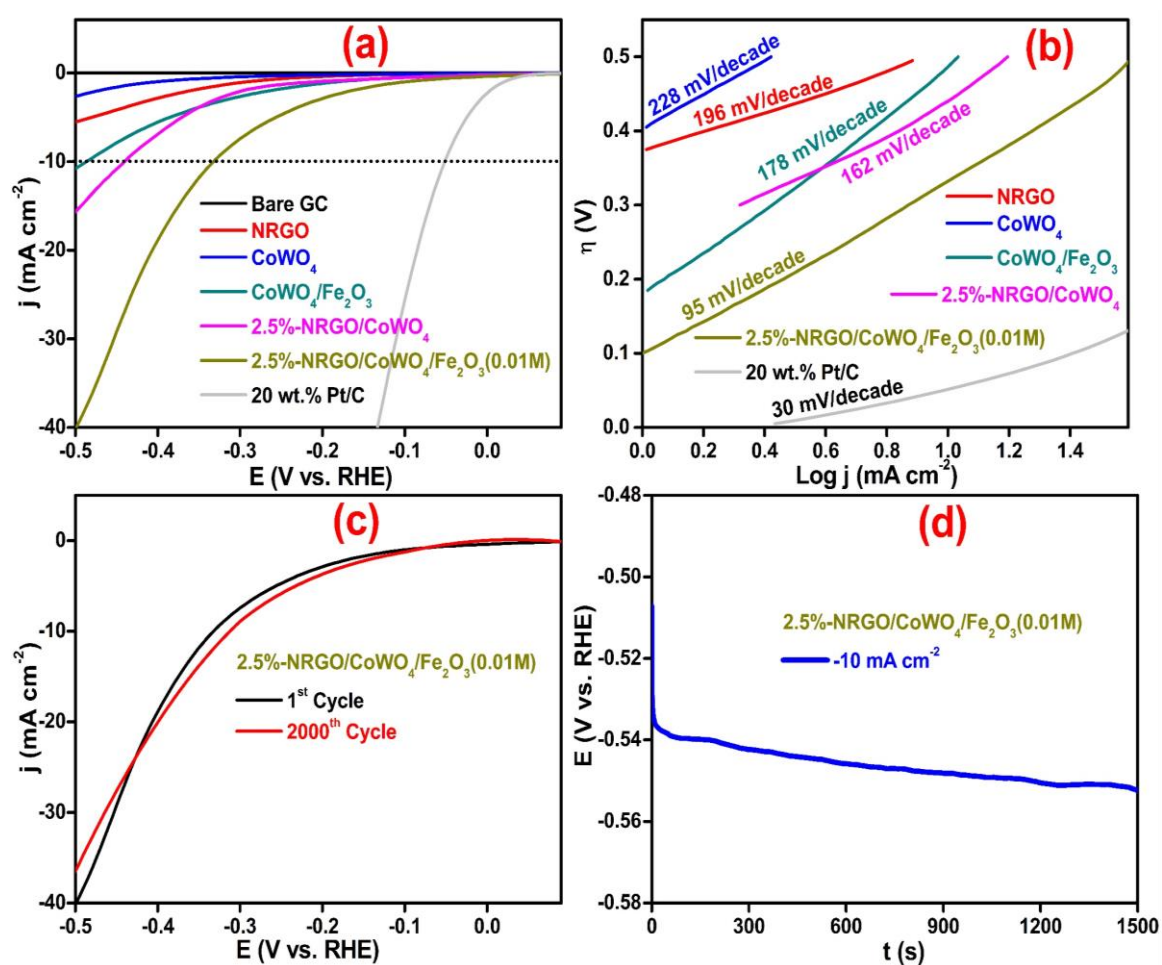 (a)
0
-10
-20
-30
-40
j (mA cm⁻²)
Bare GC
NRGO
CoWO₄
CoWO₄/Fe₂O₃
2.5%-NRGO/CoWO₄
2.5%-NRGO/CoWO₄/Fe₂O₃(0.01M)
20 wt.% Pt/C
-0.5 -0.4 -0.3 -0.2 -0.1 0.0
E (V vs. RHE)
(b)
0.5
0.4
0.3
0.2
0.1
0.0
η (V)
228 mV/decade
196 mV/decade
178 mV/decade
162 mV/decade
95 mV/decade
30 mV/decade
NRGO
CoWO₄
CoWO₄/Fe₂O₃
2.5%-NRGO/CoWO₄
2.5%-NRGO/CoWO₄/Fe₂O₃(0.01M)
20 wt.% Pt/C
0.0 0.2 0.4 0.6 0.8 1.0 1.2 1.4
Log j (mA cm⁻²)
(c)
0
-10
-20
-30
-40
j (mA cm⁻²)
2.5%-NRGO/CoWO₄/Fe₂O₃(0.01M)
1ˢᵗ Cycle
2000ᵗʰ Cycle
-0.5 -0.4 -0.3 -0.2 -0.1 0.0
E (V vs. RHE)
(d)
-0.48
-0.50
-0.52
-0.54
-0.56
-0.58
E (V vs. RHE)
2.5%-NRGO/CoWO₄/Fe₂O₃(0.01M)
-10 mA cm⁻²
0 300 600 900 1200 1500
t (s)